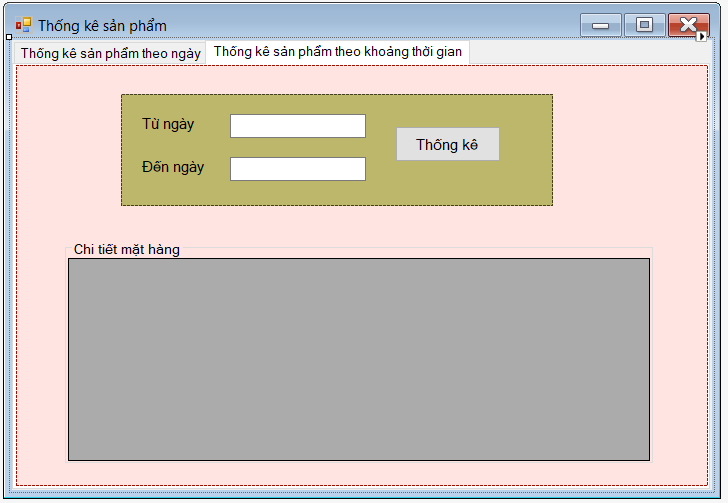 Thống kê sản phẩm
Thống kê sản phẩm theo ngày Thống kê sản phẩm theo khoảng thời gian
Từ ngày
Thống kê
Đến ngày
Chi tiết mặt hàng